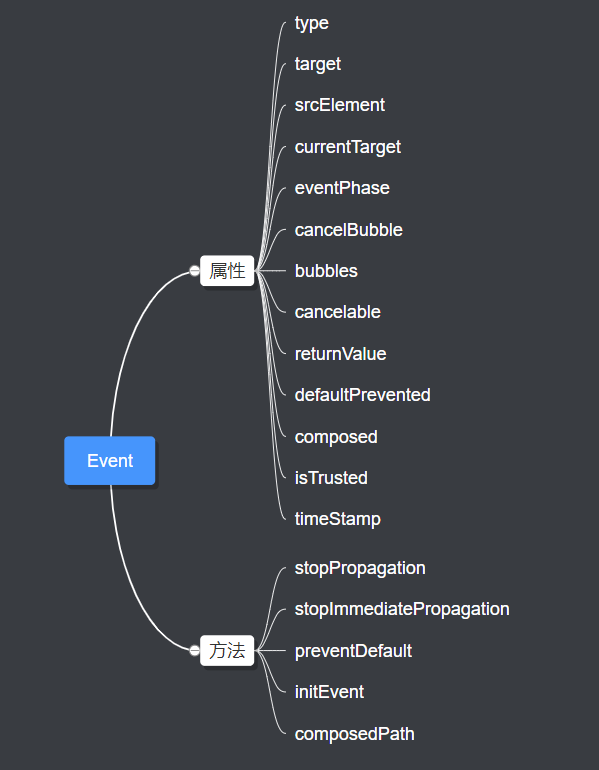 type
target
srcElement
currentTarget
eventPhase
cancelBubble
属性
bubbles
cancelable
returnValue
defaultPrevented
composed
Event
isTrusted
timeStamp
stopPropagation
stopImmediatePropagation
方法
preventDefault
initEvent
composedPath